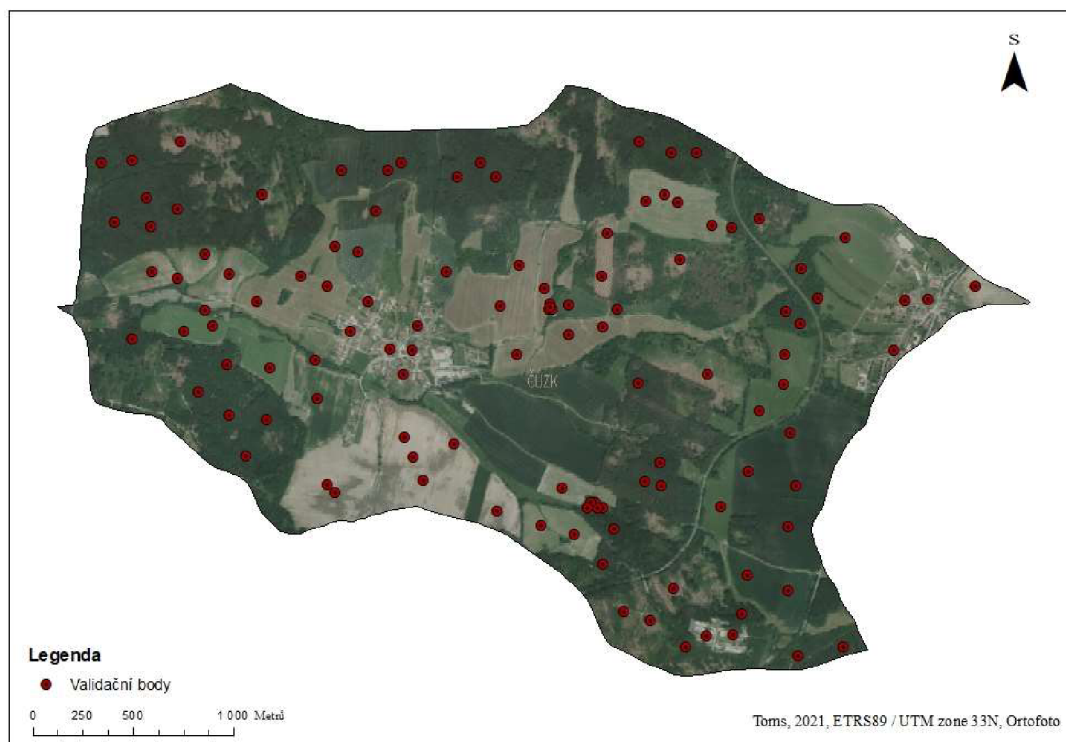 S
ČÚZK
Legenda
Validační body
0 250 500 1 000 Metrů
Toms, 2021, ETRS89 / UTM zone 33N, Ortofoto